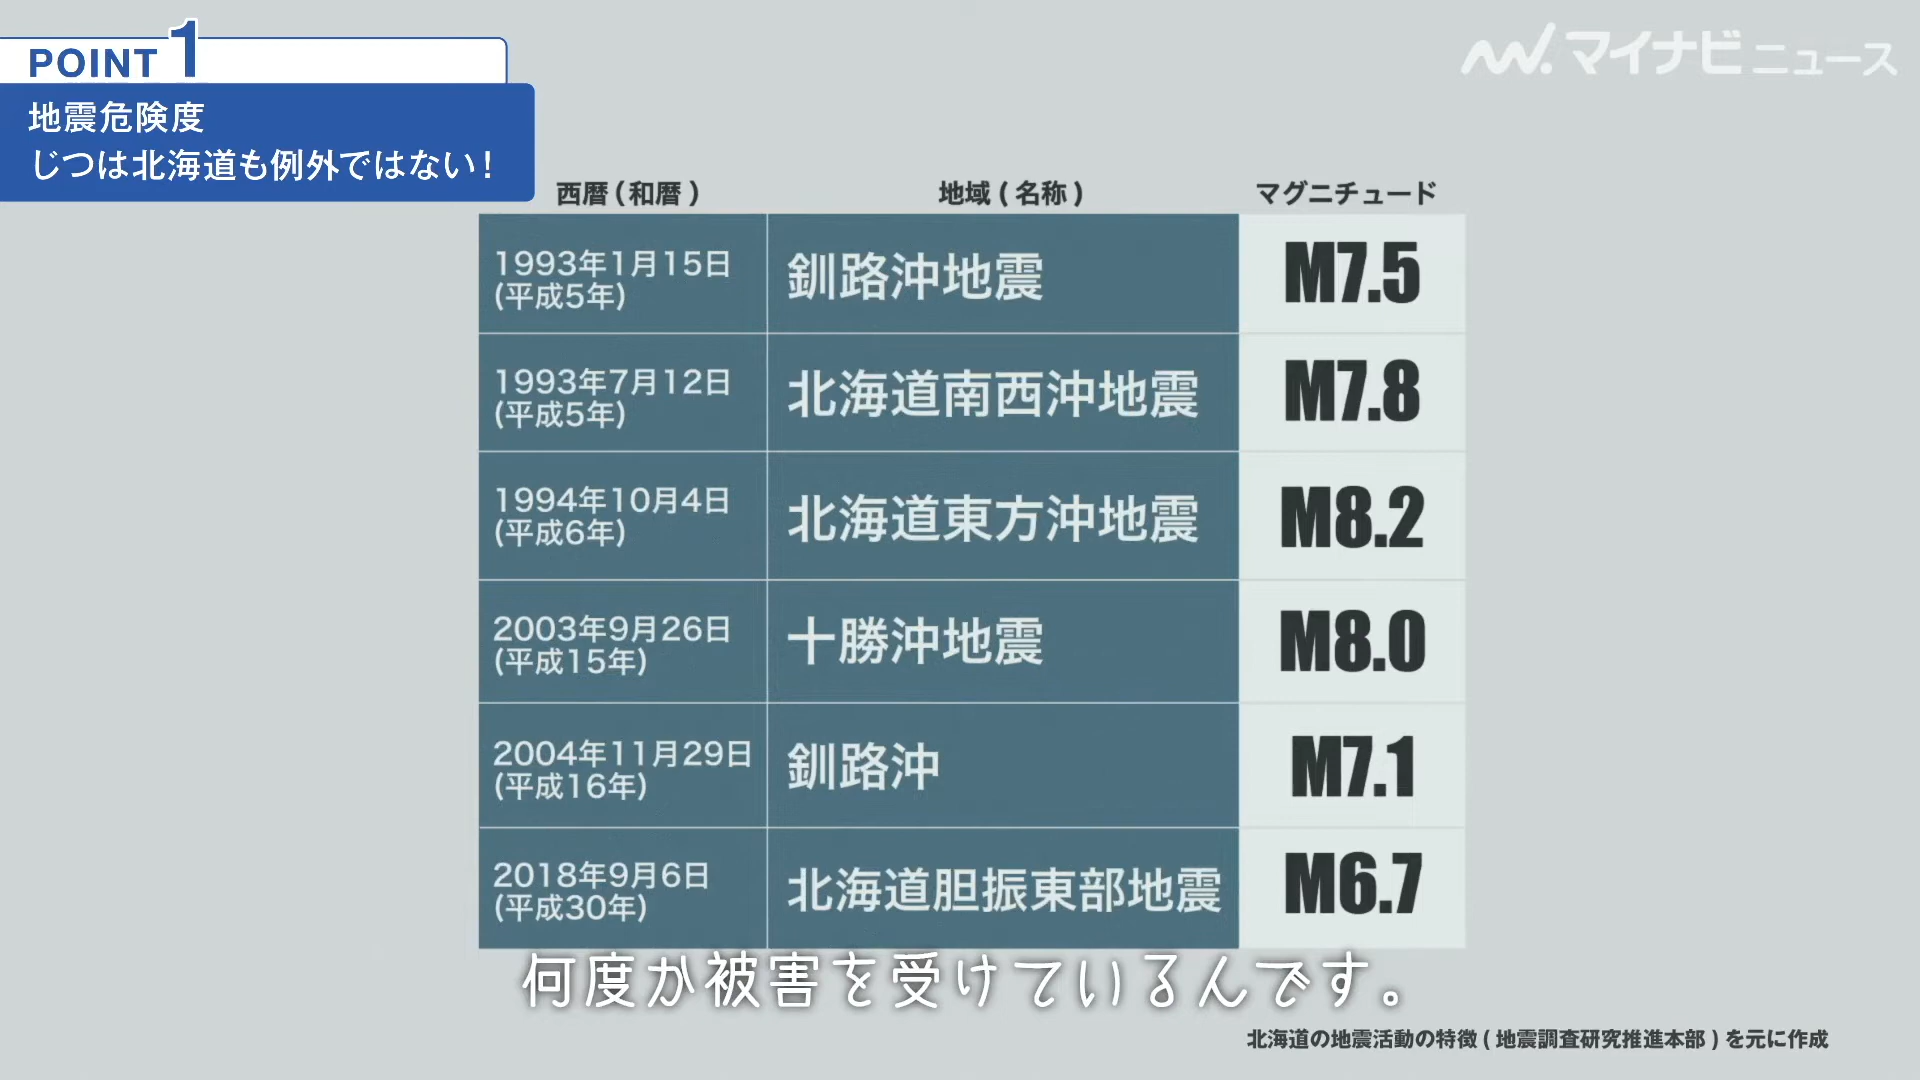 POINT 1
地震危険度
じつは北海道も例外ではない！
マイナビニュース
西暦(和暦)
地域(名称)
マグニチュード
1993年1月15日
(平成5年)
釧路沖地震
M7.5
1993年7月12日
(平成5年)
北海道南西沖地震
M7.8
1994年10月4日
(平成6年)
北海道東方沖地震
M8.2
2003年9月26日
(平成15年)
十勝沖地震
M8.0
2004年11月29日
(平成16年)
釧路沖
M7.1
2018年9月6日
(平成30年)
北海道胆振東部地震
M6.7
何度か被害を受けているんです。
北海道の地震活動の特徴(地震調査研究推進本部)を元に作成